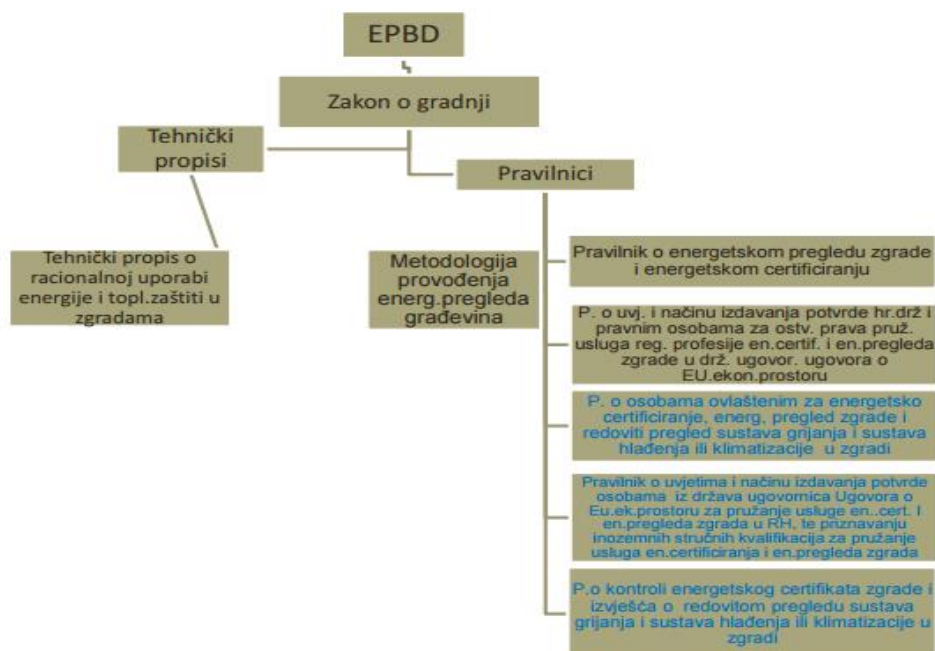 EPBD
Zakon o gradnji
Tehnički
propisi
Pravilnici
Tehnički propis o
racionalnoj uporabi
energije i topl.zaštiti u
zgradama
Metodologija
provođenja
energ.pregleda
građevina
Pravilnik o energetskom pregledu zgrade
i energetskom certificiranju
P. o uvj. i načinu izdavanja potvrde hr.drž i
pravnim osobama za ostv. prava pruž.
usluga reg. profesije en.certif. i en.pregleda
zgrade u drž. ugovor. ugovora o
EU.ekon.prostoru
P. o osobama ovlaštenim za energetsko
certificiranje, energ, pregled zgrade i
redoviti pregled sustava grijanja i sustava
hlađenja ili klimatizacije u zgradi
Pravilnik o uvjetima i načinu izdavanja potvrde
osobama iz država ugovornica Ugovora o
Eu.ek.prostoru za pružanje usluge en..cert. I
en.pregleda zgrada u RH, te priznavanju
inozemnih stručnih kvalifikacija za pružanje
usluga en.certificiranja i en.pregleda zgrada
P.o kontroli energetskog certifikata zgrade i
izvješća o redovitom pregledu sustava
grijanja i sustava hlađenja ili klimatizacije u
zgradi